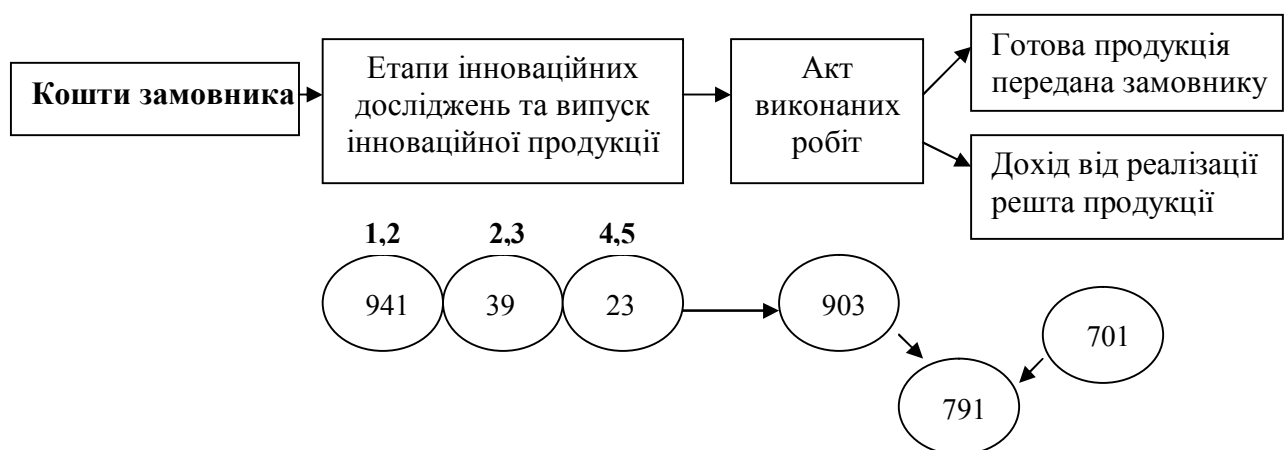 Кошти замовника
Етапи інноваційних
досліджень та випуск
інноваційної продукції
Акт
виконаних
робіт
Готова продукція
передана замовнику
Дохід від реалізації
решта продукції
1,2
2,3
4,5
941
39
23
903
701
791